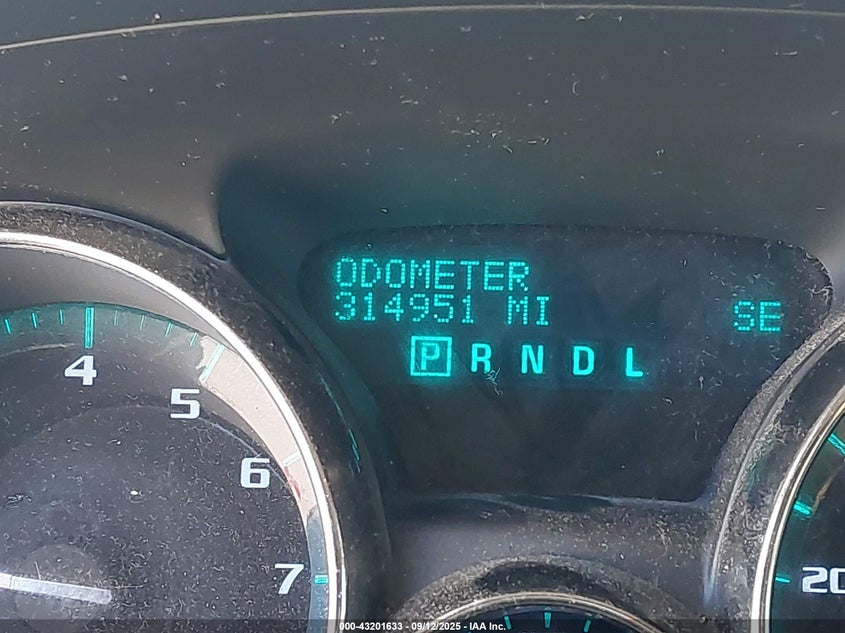 ODOMETER
314951 MI
SE
P R N D L
4
5
6
7
20
000-43201633 - 09/12/2025 - IAA Inc.